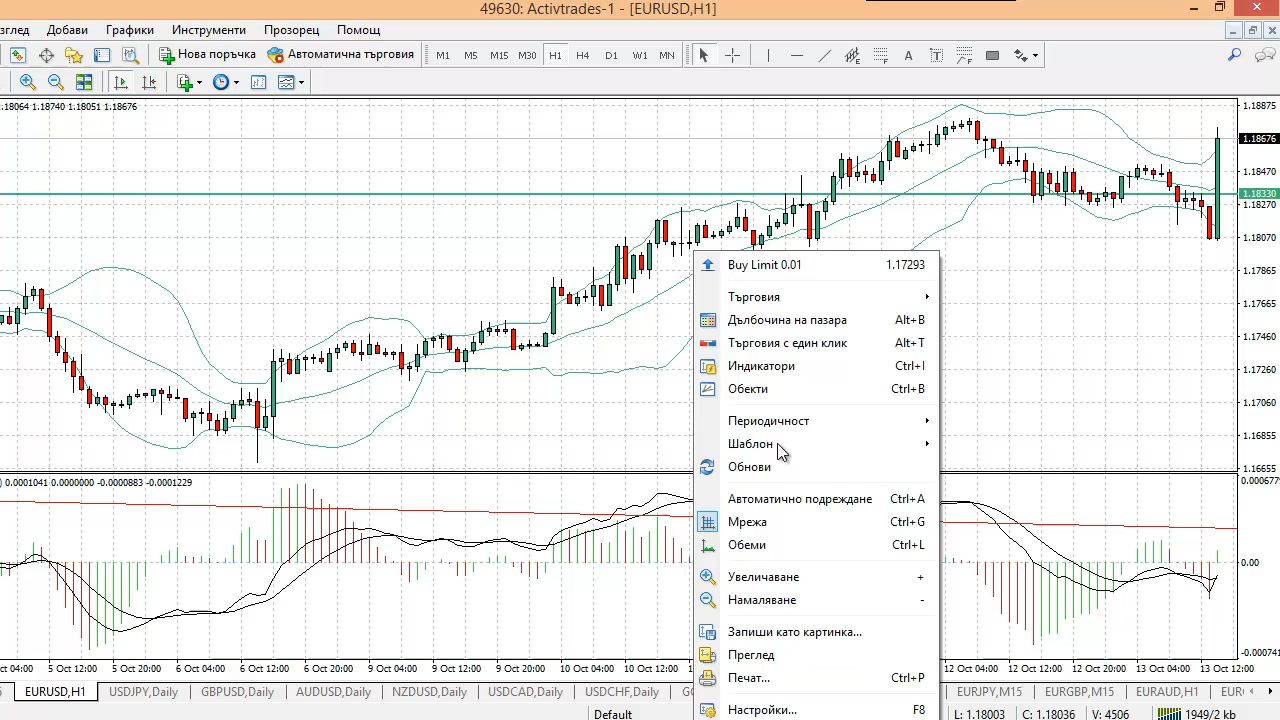 49630: Activtrades-1 - [EURUSD,H1]
зглед Добави Графики Инструменти Прозорец Помощ
Нова поръчка Автоматична търговия M1 M5 M15 M30 H1 H4 D1 W1 MN A T E F F
1.18064 1.18740 1.18051 1.18676
1.18875
1.18676
1.18470
1.18330
1.18270
1.18070
1.17865
1.17665
1.17460
1.17260
1.17060
1.16855
1.16655
Buy Limit 0.01 1.17293
Търговия
Дълбочина на пазара Alt+B
Търговия с един клик Alt+T
Индикатори Ctrl+I
Обекти Ctrl+B
Периодичност
Шаблон
Обнови
Автоматично подреждане Ctrl+A
Мрежа Ctrl+G
Обеми Ctrl+L
Увеличаване +
Намаляване -
Запиши като картинка...
Преглед
Печат... Ctrl+P
Настройки... F8
) 0.0001041 0.0000000 -0.0000883 -0.0001229
0.00
ct 04:00 5 Oct 12:00 5 Oct 20:00 6 Oct 04:00 6 Oct 12:00 6 Oct 20:00 9 Oct 04:00 9 Oct 12:00 9 Oct 20:00 10 Oct 04:00 10 Oct 12:00 12 Oct 04:00 12 Oct 12:00 12 Oct 20:00 13 Oct 04:00 13 Oct 12:00
EURUSD,H1 USDJPY,Daily GBPUSD,Daily AUDUSD,Daily NZDUSD,Daily USDCAD,Daily USDCHF,Daily EURJPY,M15 EURGBP,M15 EURAUD,H1
Default L: 1.18003 C: 1.18036 V: 4506 1949/2 kb